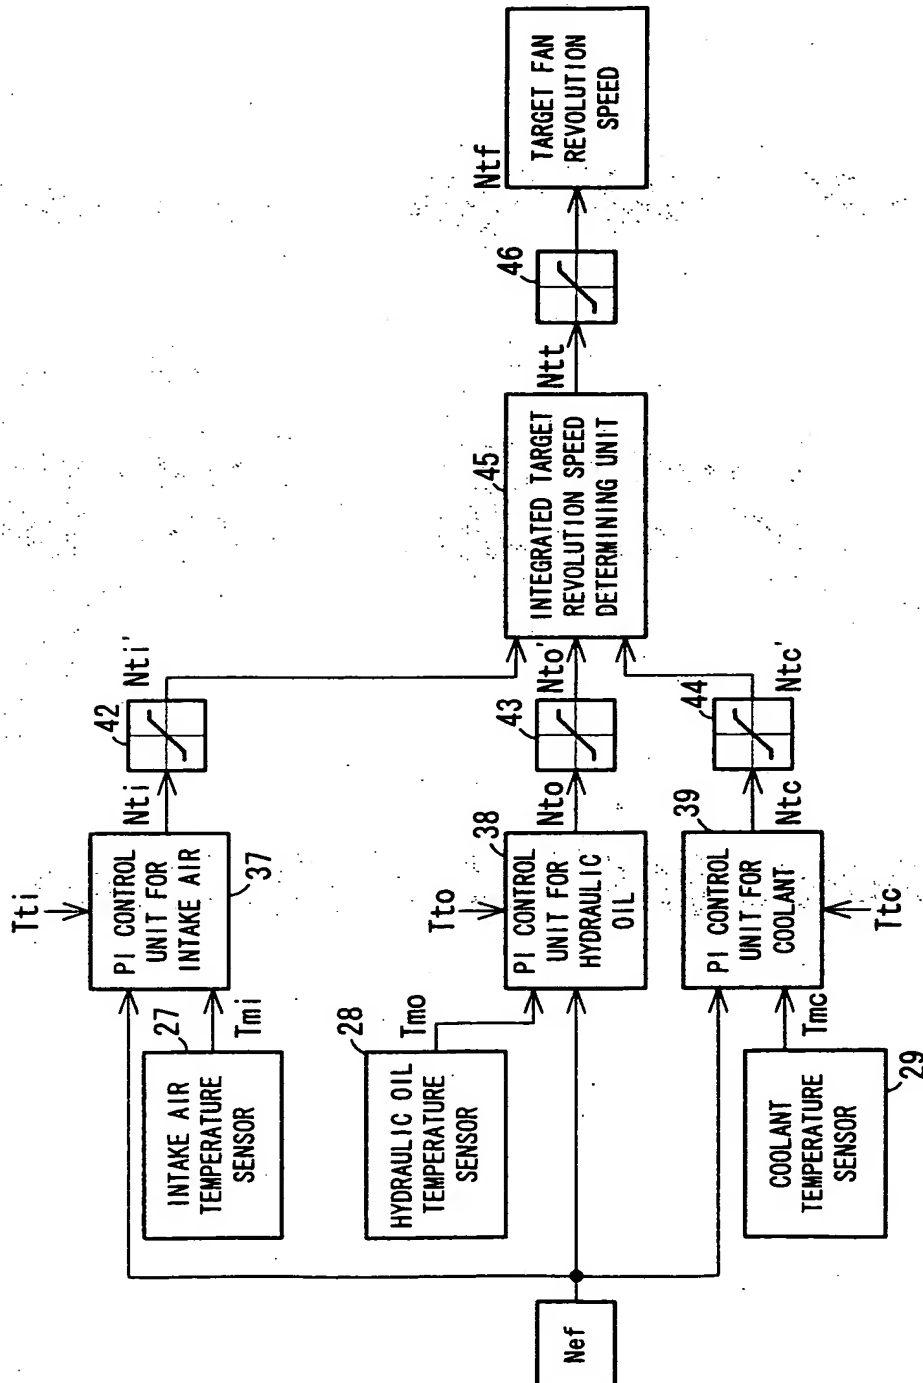 Nef
INTAKE AIR
TEMPERATURE
SENSOR
27
Tmi
Tti
PI CONTROL
UNIT FOR
INTAKE AIR
37
Nti
42
Nti'
HYDRAULIC OIL
TEMPERATURE
SENSOR
28
Tmo
Tto
PI CONTROL
UNIT FOR
HYDRAULIC
OIL
38
Nto
43
Nto'
COOLANT
TEMPERATURE
SENSOR
29
Tmc
Ttc
PI CONTROL
UNIT FOR
COOLANT
39
Ntc
44
Ntc'
INTEGRATED TARGET
REVOLUTION SPEED
DETERMINING UNIT
45
Ntt
46
Ntf
TARGET FAN
REVOLUTION
SPEED